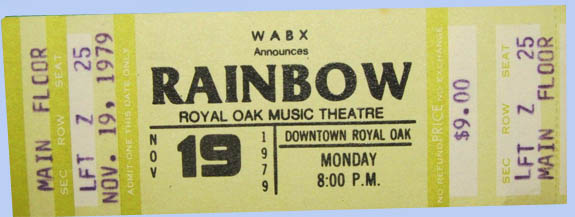 MAIN FLOOR
SEC ROW SEAT
LFT Z 25
NOV. 19, 1979
ADMIT ONE THIS DATE ONLY
WABX
Announces
RAINBOW
ROYAL OAK MUSIC THEATRE
NOV
19
1979
DOWNTOWN ROYAL OAK
MONDAY
8:00 P.M.
NO REFUND PRICE NO EXCHANGE
$9.00
SEC ROW SEAT
LFT Z 25
MAIN FLOOR